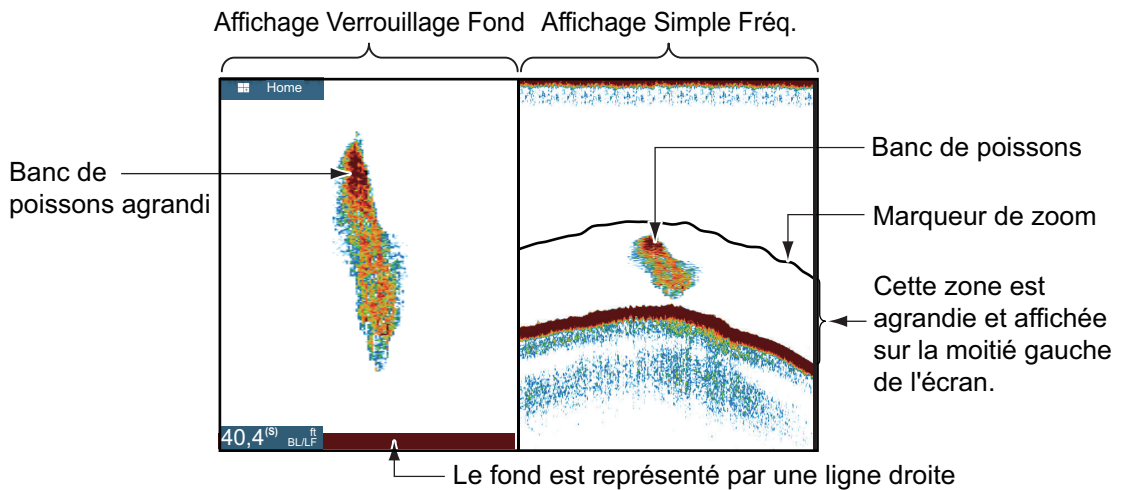 Affichage Verrouillage Fond
Affichage Simple Fréq.
Home
Banc de
poissons agrandi
Banc de poissons
Marqueur de zoom
Cette zone est
agrandie et affichée
sur la moitié gauche
de l'écran.
40,4(S) ft
BL/LF
Le fond est représenté par une ligne droite